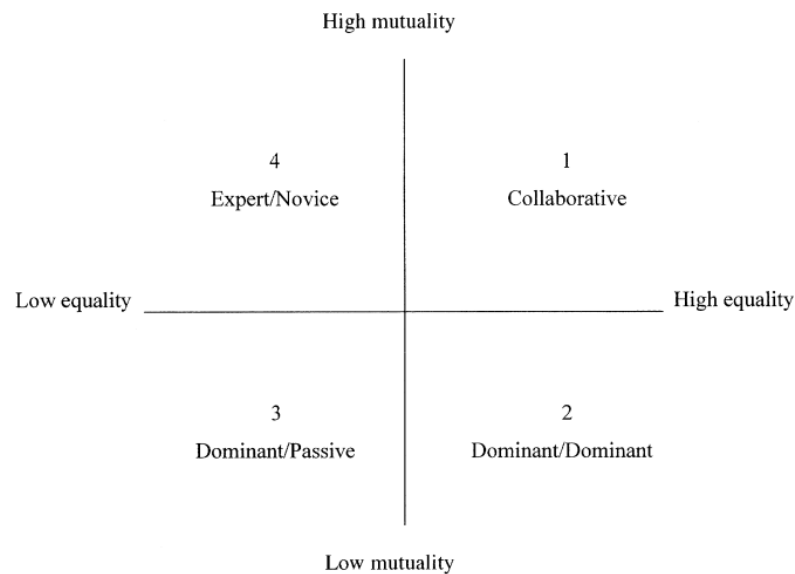 High mutuality
4
1
Expert/Novice
Collaborative
Low equality
High equality
3
2
Dominant/Passive
Dominant/Dominant
Low mutuality